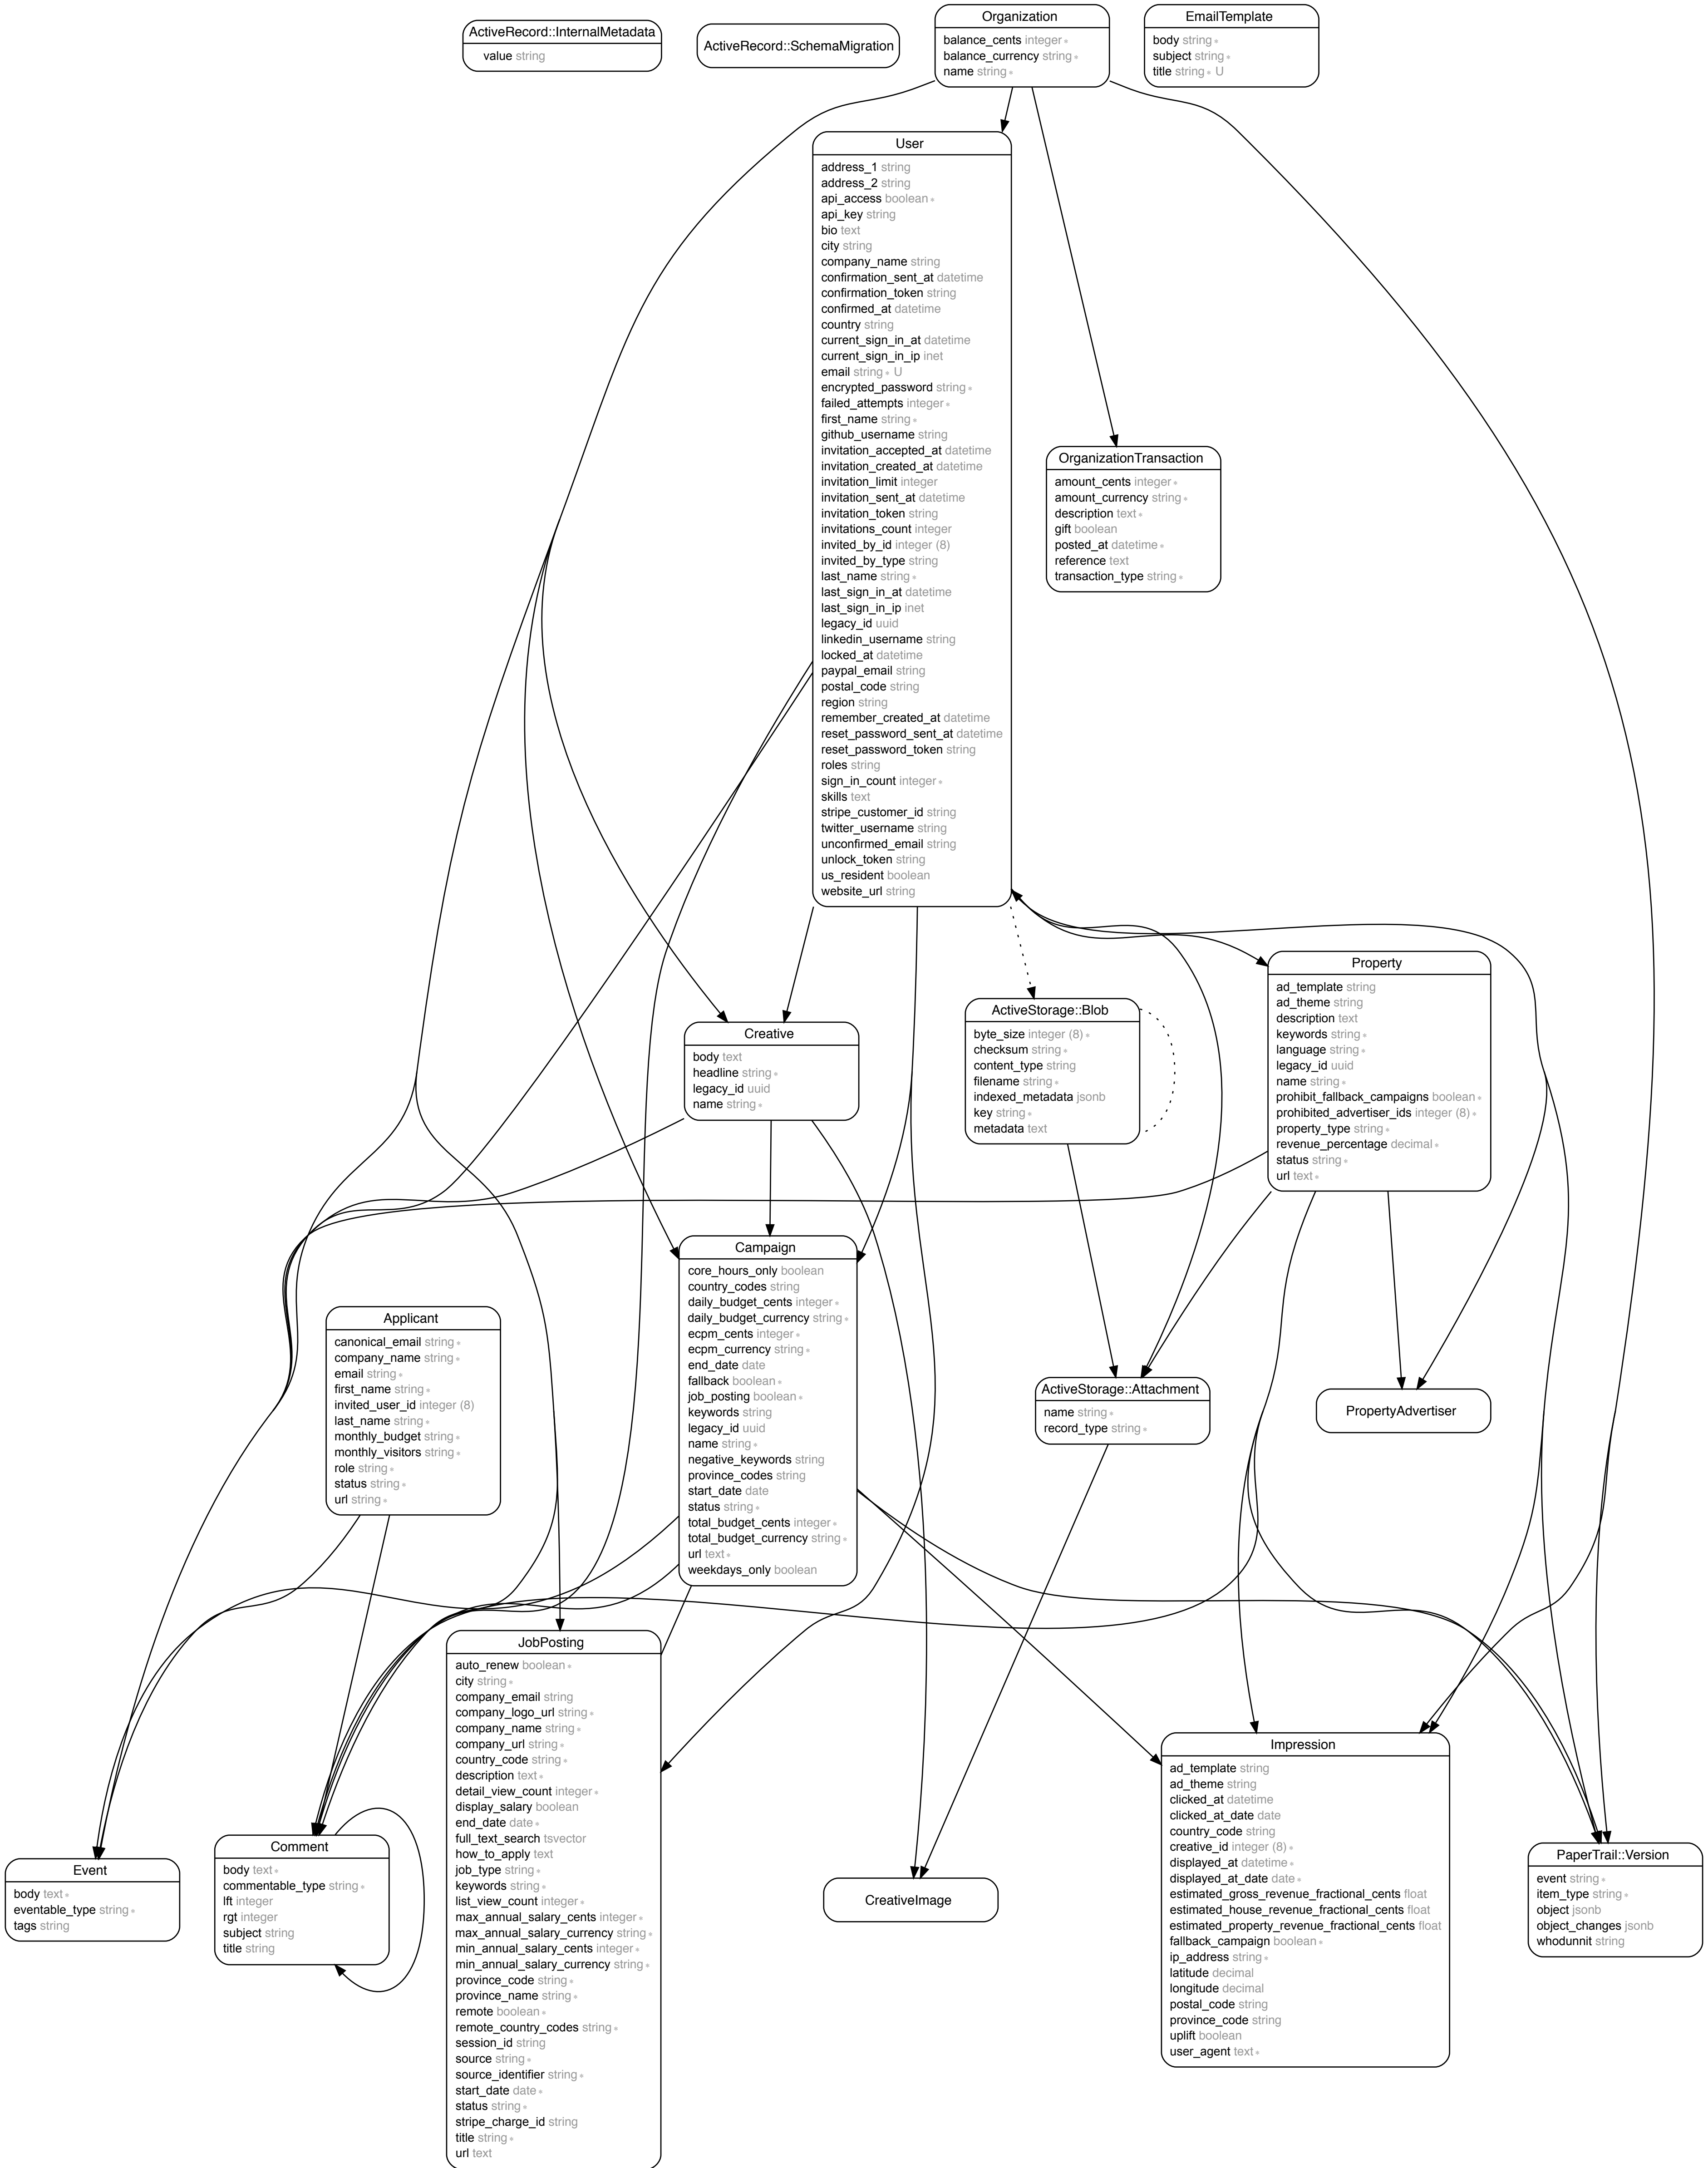 ActiveRecord::InternalMetadata
value string
ActiveRecord::SchemaMigration
Organization
balance_cents integer ∗
balance_currency string ∗
name string ∗
EmailTemplate
body string ∗
subject string ∗
title string ∗ U
User
address_1 string
address_2 string
api_access boolean ∗
api_key string
bio text
city string
company_name string
confirmation_sent_at datetime
confirmation_token string
confirmed_at datetime
country string
current_sign_in_at datetime
current_sign_in_ip inet
email string ∗ U
encrypted_password string ∗
failed_attempts integer ∗
first_name string ∗
github_username string
invitation_accepted_at datetime
invitation_created_at datetime
invitation_limit integer
invitation_sent_at datetime
invitation_token string
invitations_count integer
invited_by_id integer (8)
invited_by_type string
last_name string ∗
last_sign_in_at datetime
last_sign_in_ip inet
legacy_id uuid
linkedin_username string
locked_at datetime
paypal_email string
postal_code string
region string
remember_created_at datetime
reset_password_sent_at datetime
reset_password_token string
roles string
sign_in_count integer ∗
skills text
stripe_customer_id string
twitter_username string
unconfirmed_email string
unlock_token string
us_resident boolean
website_url string
OrganizationTransaction
amount_cents integer ∗
amount_currency string ∗
description text ∗
gift boolean
posted_at datetime ∗
reference text
transaction_type string ∗
Property
ad_template string
ad_theme string
description text
keywords string ∗
language string ∗
legacy_id uuid
name string ∗
prohibit_fallback_campaigns boolean ∗
prohibited_advertiser_ids integer (8) ∗
property_type string ∗
revenue_percentage decimal ∗
status string ∗
url text ∗
ActiveStorage::Blob
byte_size integer (8) ∗
checksum string ∗
content_type string
filename string ∗
indexed_metadata jsonb
key string ∗
metadata text
Creative
body text
headline string ∗
legacy_id uuid
name string ∗
Campaign
core_hours_only boolean
country_codes string
daily_budget_cents integer ∗
daily_budget_currency string ∗
ecpm_cents integer ∗
ecpm_currency string ∗
end_date date
fallback boolean ∗
job_posting boolean ∗
keywords string
legacy_id uuid
name string ∗
negative_keywords string
province_codes string
start_date date
status string ∗
total_budget_cents integer ∗
total_budget_currency string ∗
url text ∗
weekdays_only boolean
Applicant
canonical_email string ∗
company_name string ∗
email string ∗
first_name string ∗
invited_user_id integer (8)
last_name string ∗
monthly_budget string ∗
monthly_visitors string ∗
role string ∗
status string ∗
url string ∗
ActiveStorage::Attachment
name string ∗
record_type string ∗
PropertyAdvertiser
JobPosting
auto_renew boolean ∗
city string ∗
company_email string
company_logo_url string ∗
company_name string ∗
company_url string ∗
country_code string ∗
description text ∗
detail_view_count integer ∗
display_salary boolean
end_date date ∗
full_text_search tsvector
how_to_apply text
job_type string ∗
keywords string ∗
list_view_count integer ∗
max_annual_salary_cents integer ∗
max_annual_salary_currency string ∗
min_annual_salary_cents integer ∗
min_annual_salary_currency string ∗
province_code string ∗
province_name string ∗
remote boolean ∗
remote_country_codes string ∗
session_id string
source string ∗
source_identifier string ∗
start_date date ∗
status string ∗
stripe_charge_id string
title string ∗
url text
Impression
ad_template string
ad_theme string
clicked_at datetime
clicked_at_date date
country_code string
creative_id integer (8) ∗
displayed_at datetime ∗
displayed_at_date date ∗
estimated_gross_revenue_fractional_cents float
estimated_house_revenue_fractional_cents float
estimated_property_revenue_fractional_cents float
fallback_campaign boolean ∗
ip_address string ∗
latitude decimal
longitude decimal
postal_code string
province_code string
uplift boolean
user_agent text ∗
Event
body text ∗
eventable_type string ∗
tags string
Comment
body text ∗
commentable_type string ∗
lft integer
rgt integer
subject string
title string
CreativeImage
PaperTrail::Version
event string ∗
item_type string ∗
object jsonb
object_changes jsonb
whodunnit string